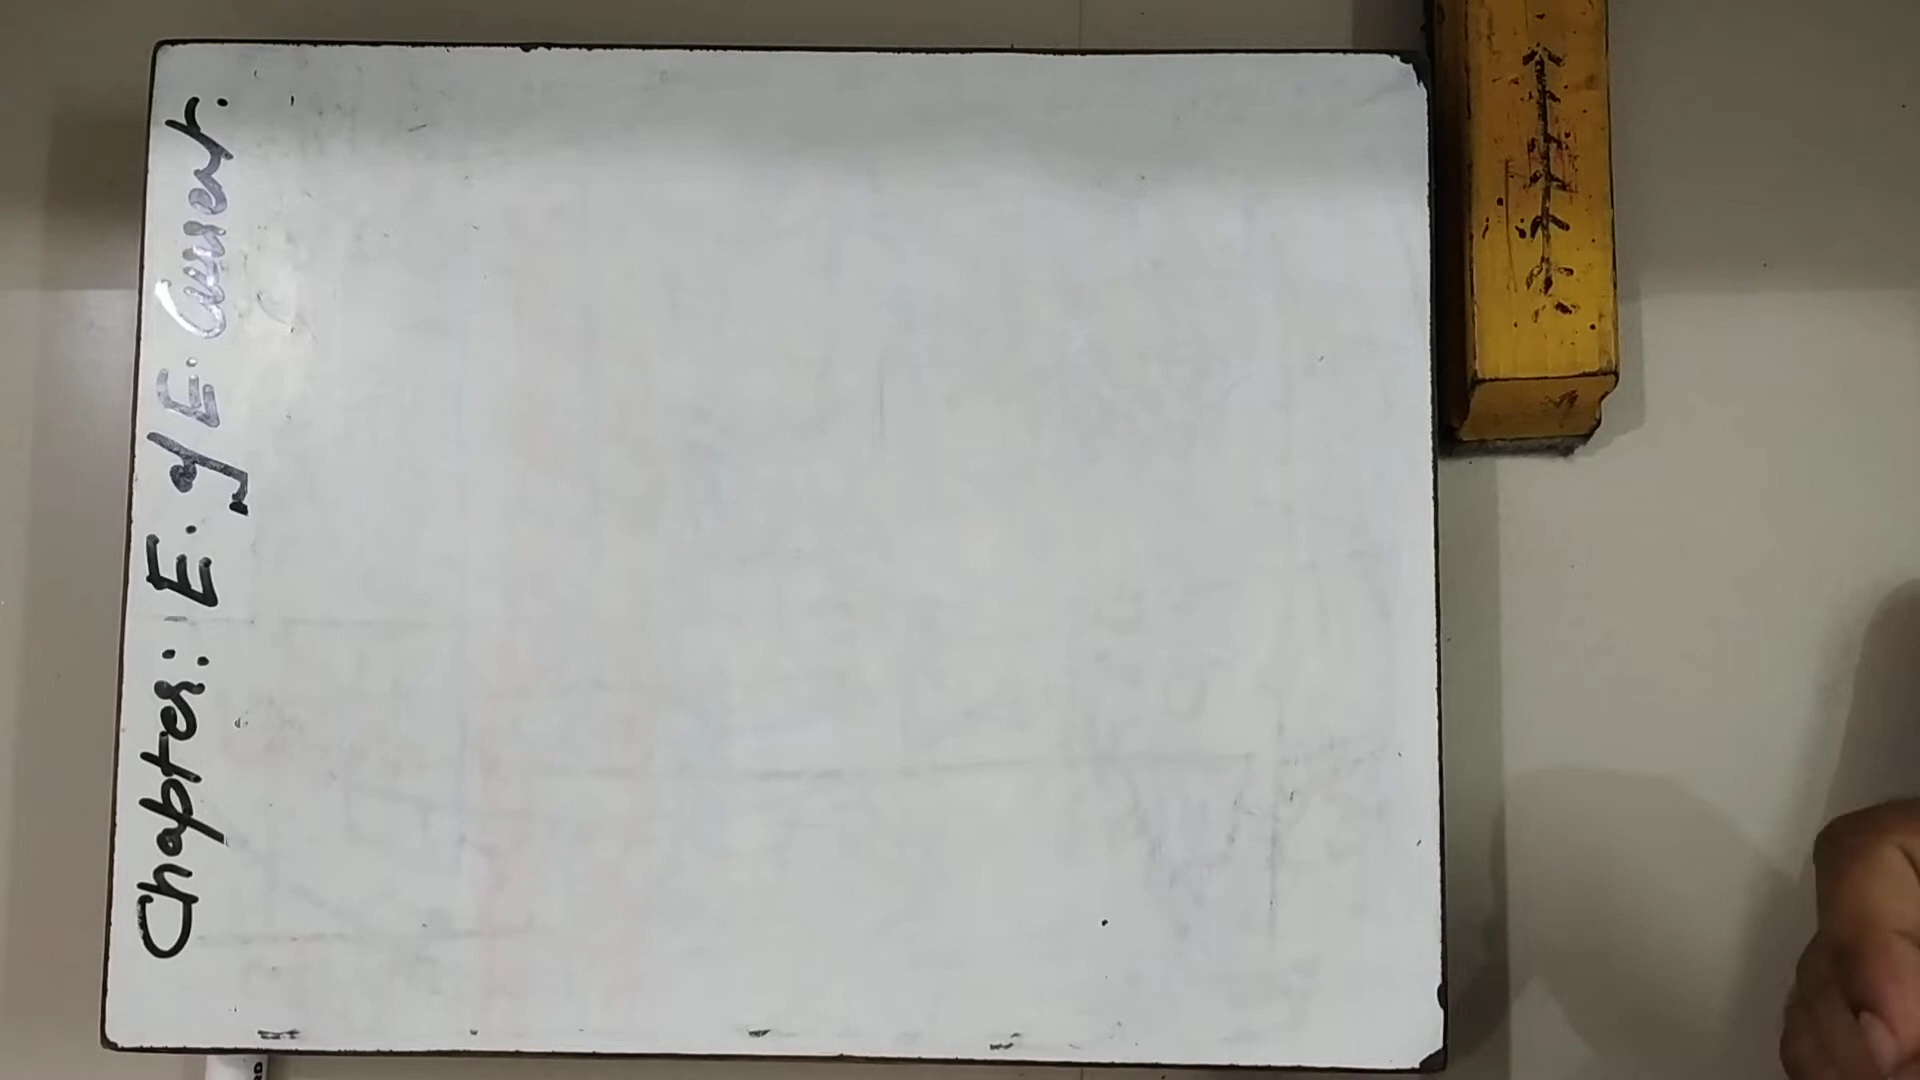 Chapter:: E. of E. Current.